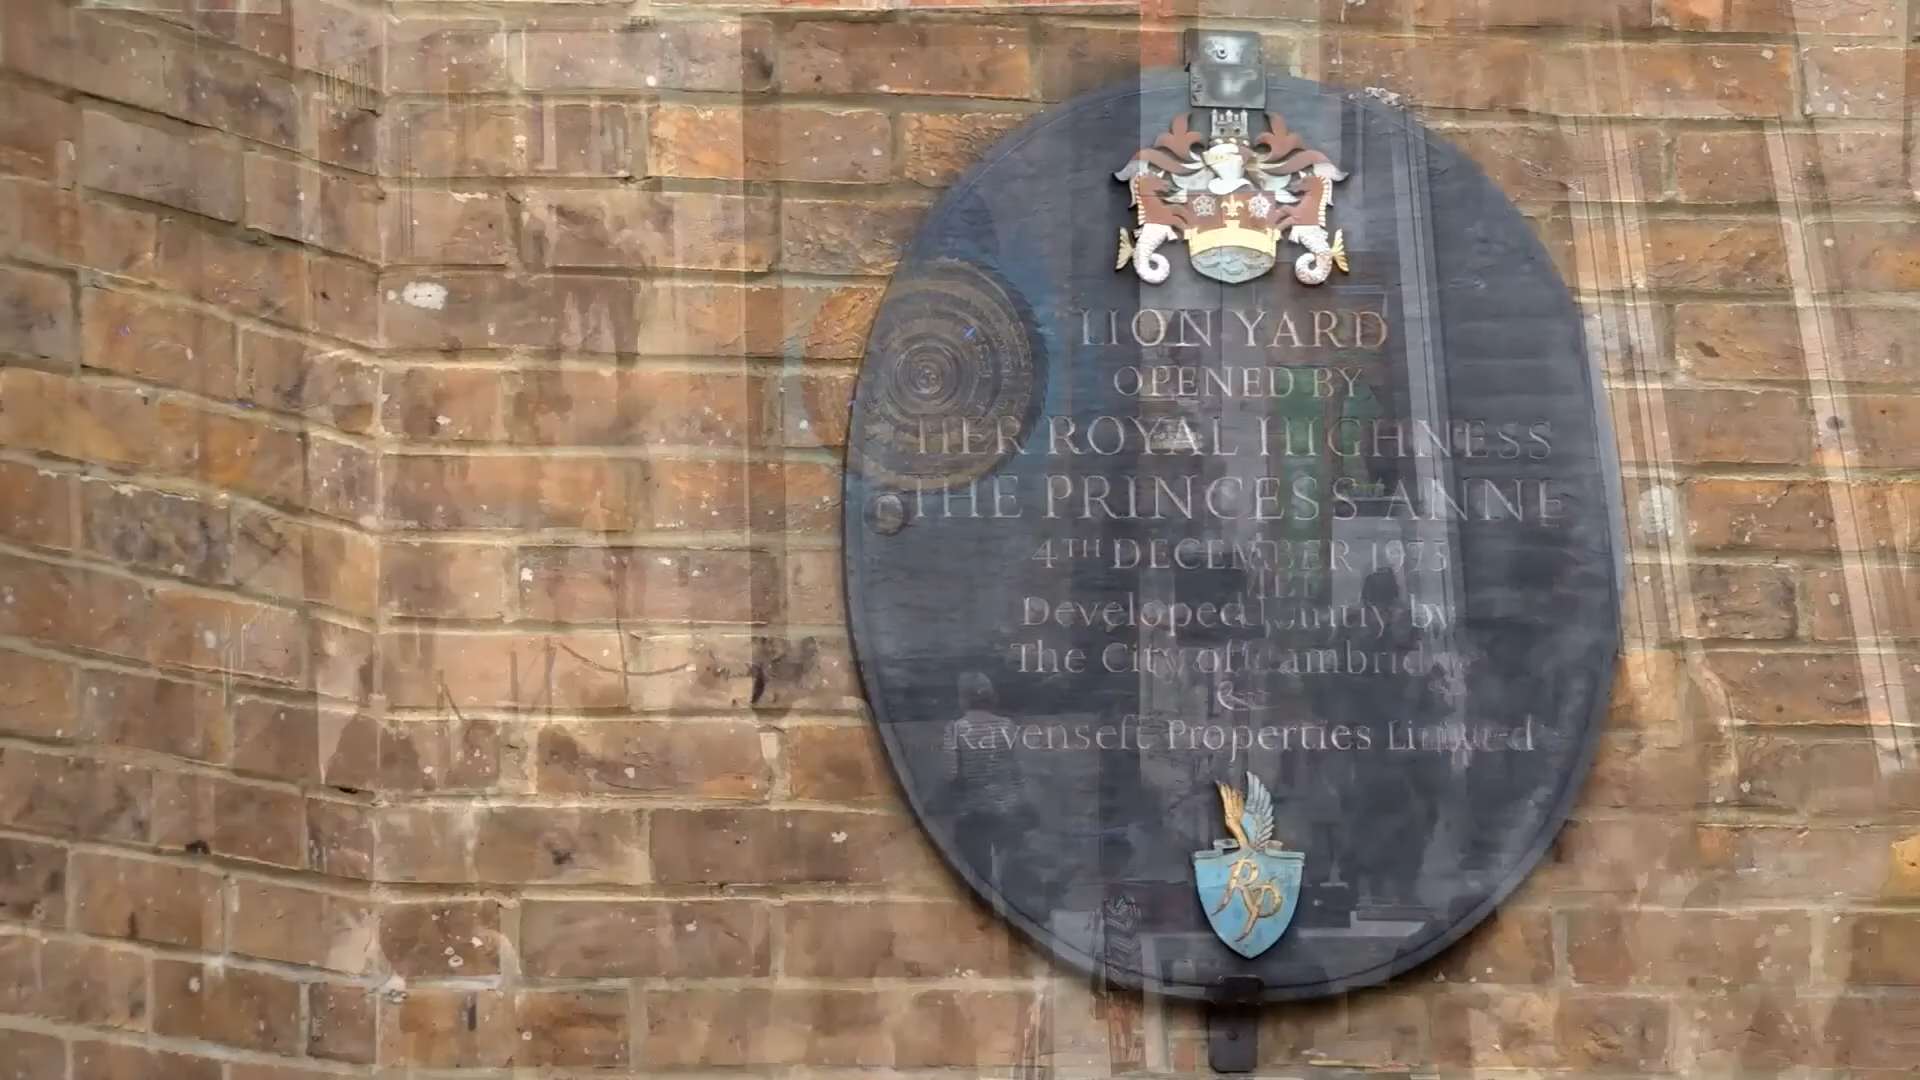 LION YARD
OPENED BY
HER ROYAL HIGHNESS
THE PRINCESS ANNE
4TH DECEMBER 1975
Developed Jointly by
The City of Cambridge
&
Ravenseft Properties Limited
RP